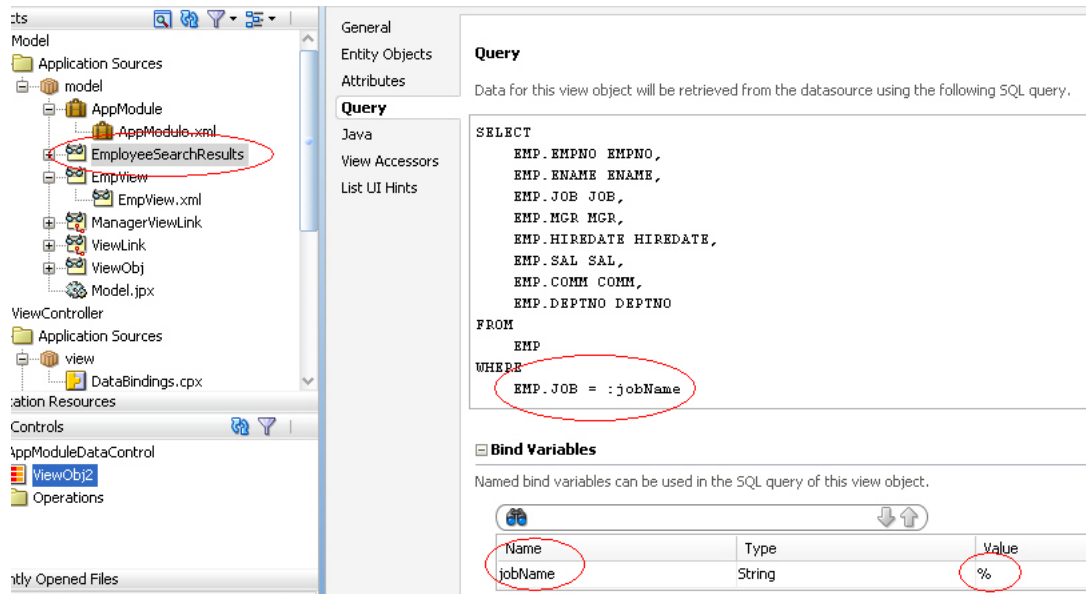 cts
Model
Application Sources
model
AppModule
AppModule.xml
EmployeeSearchResults
EmpView
EmpView.xml
ManagerViewLink
ViewLink
ViewObj
Model.jpx
ViewController
Application Sources
view
DataBindings.cpx
ation Resources
Controls
AppModuleDataControl
ViewObj2
Operations
ntly Opened Files
General
Entity Objects
Attributes
Query
Java
View Accessors
List UI Hints
Query
Data for this view object will be retrieved from the datasource using the following SQL query.
SELECT
EMP.EMPNO EMPNO,
EMP.ENAME ENAME,
EMP.JOB JOB,
EMP.MGR MGR,
EMP.HIREDATE HIREDATE,
EMP.SAL SAL,
EMP.COMM COMM,
EMP.DEPTNO DEPTNO
FROM
EMP
WHERE
EMP.JOB = :jobName
Bind Variables
Named bind variables can be used in the SQL query of this view object.
Name Type Value
jobName String %